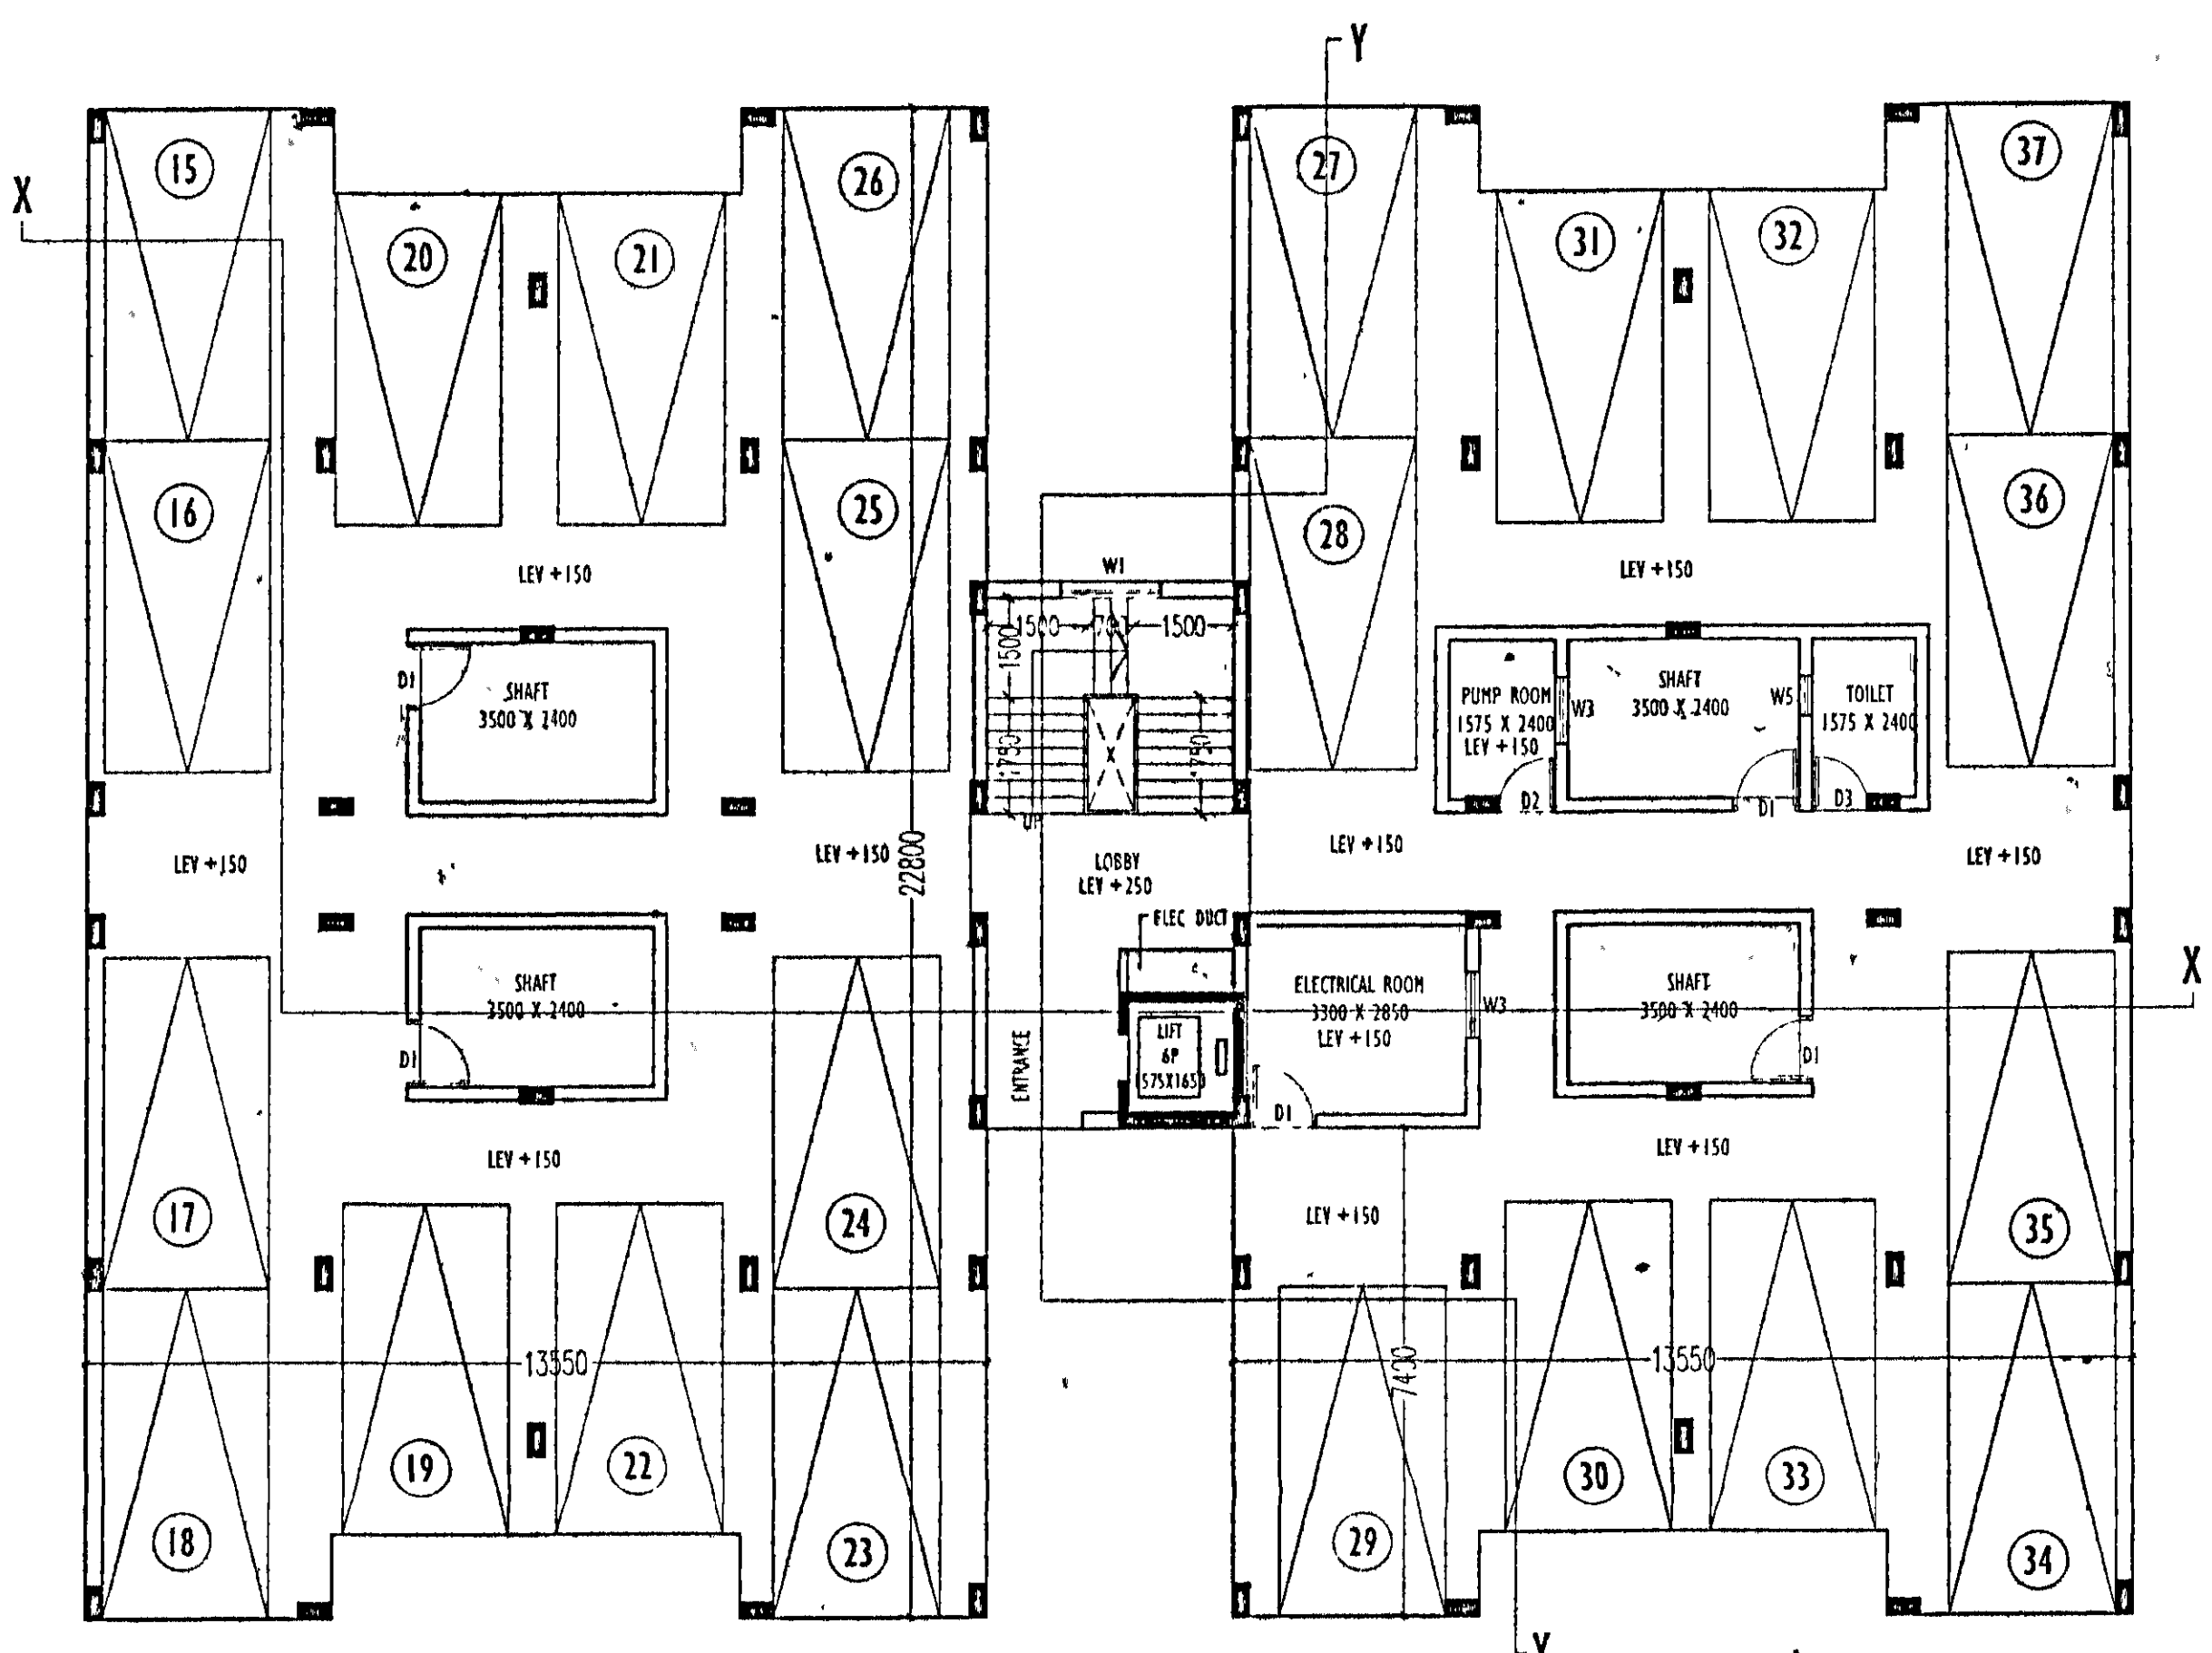 Y
15
26
27
37
X
20
21
31
32
16
25
28
36
LEV +150
LEV +150
W1
1500
1500
1500
D1
SHAFT
3500 X 2400
1750
1750
X
UP
PUMP ROOM
1575 X 2400
LEV +150
W3
SHAFT
3500 X 2400
W5
TOILET
1575 X 2400
D2
D1
D3
LEV +150
LEV +150
22800
LOBBY
LEV +250
LEV +150
LEV +150
ELEC DUCT
SHAFT
3500 X 2400
D1
ENTRANCE
LIFT
6P
1575X1650
ELECTRICAL ROOM
3300 X 2850
LEV +150
W3
D1
SHAFT
3500 X 2400
D1
X
LEV +150
LEV +150
LEV +150
17
24
35
13550
7400
13550
19
22
30
33
18
23
29
34
Y